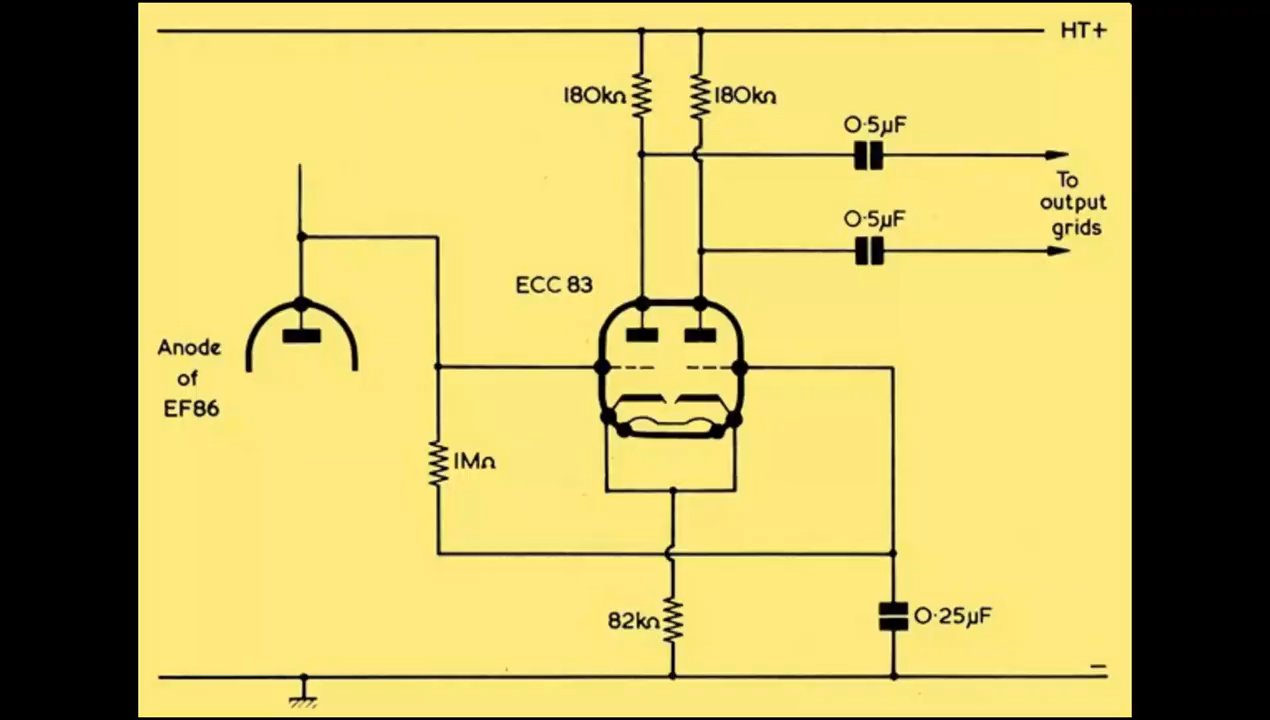 HT+
180kΩ
180kΩ
0·5µF
To
output
grids
0·5µF
ECC 83
Anode
of
EF86
1MΩ
82kΩ
0·25µF
−